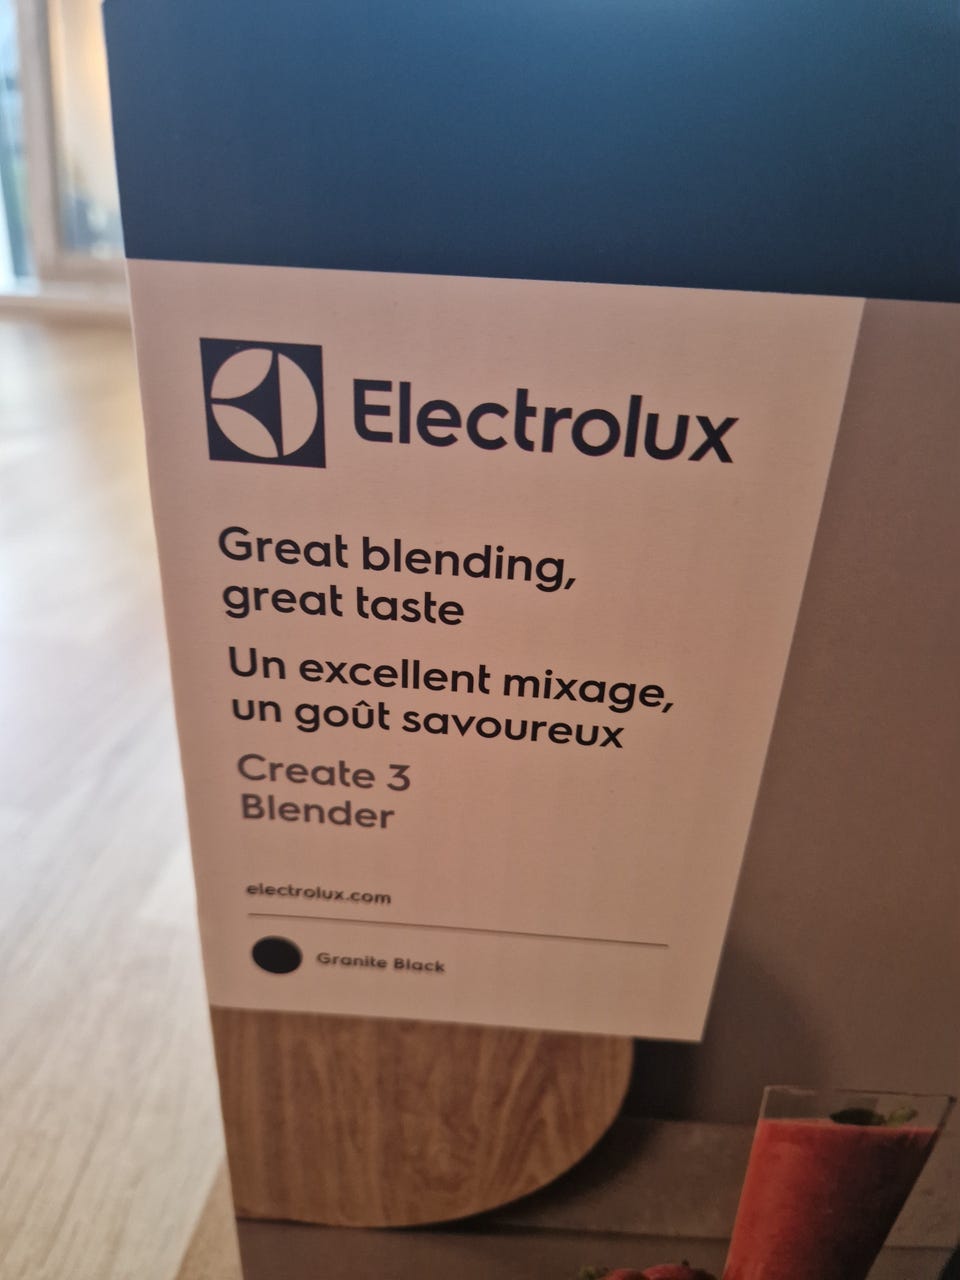 Electrolux
Great blending,
great taste
Un excellent mixage,
un goût savoureux
Create 3
Blender
electrolux.com
Granite Black